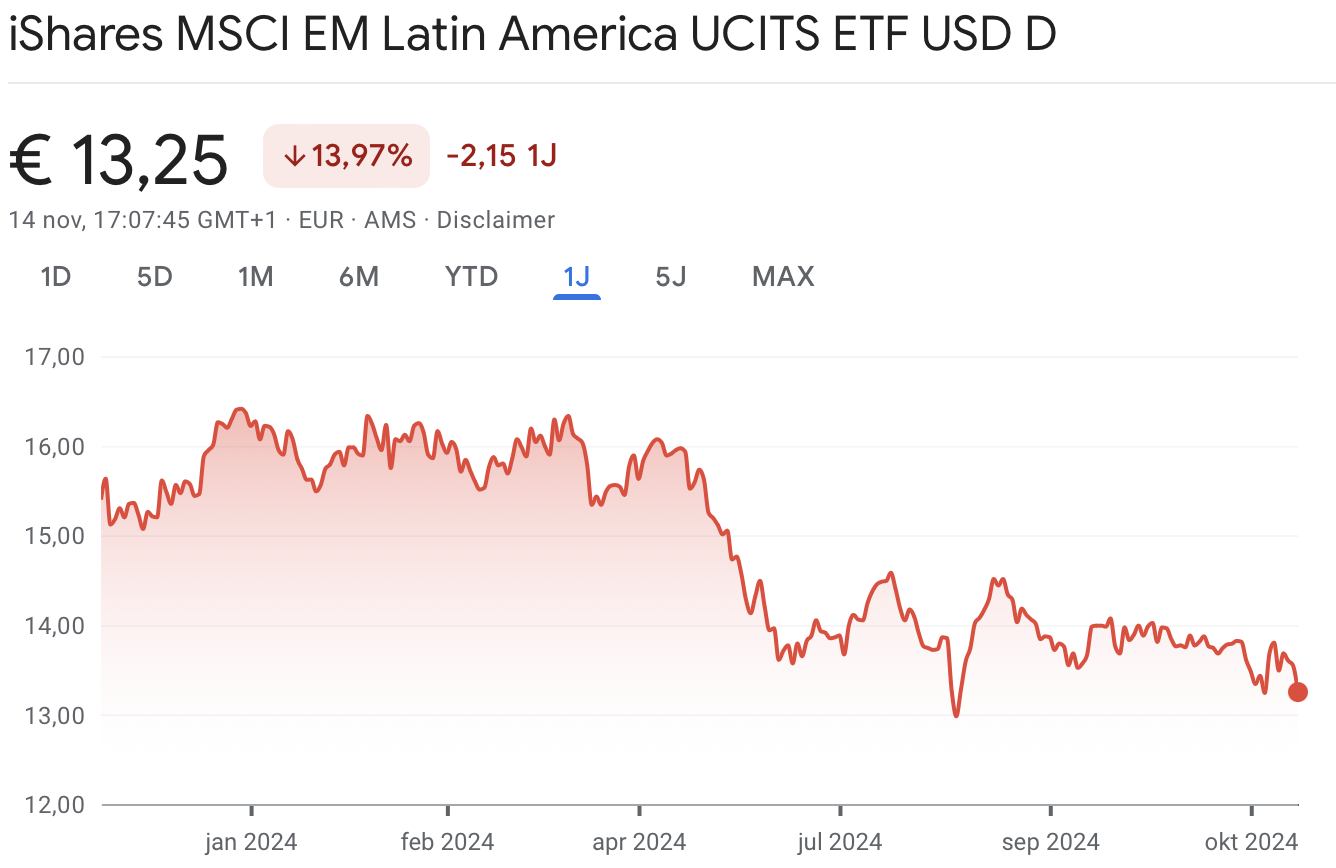 iShares MSCI EM Latin America UCITS ETF USD D
€ 13,25 ↓13,97% -2,15 1J
14 nov, 17:07:45 GMT+1 · EUR · AMS · Disclaimer
1D 5D 1M 6M YTD 1J 5J MAX
17,00
16,00
15,00
14,00
13,00
12,00
jan 2024 feb 2024 apr 2024 jul 2024 sep 2024 okt 2024